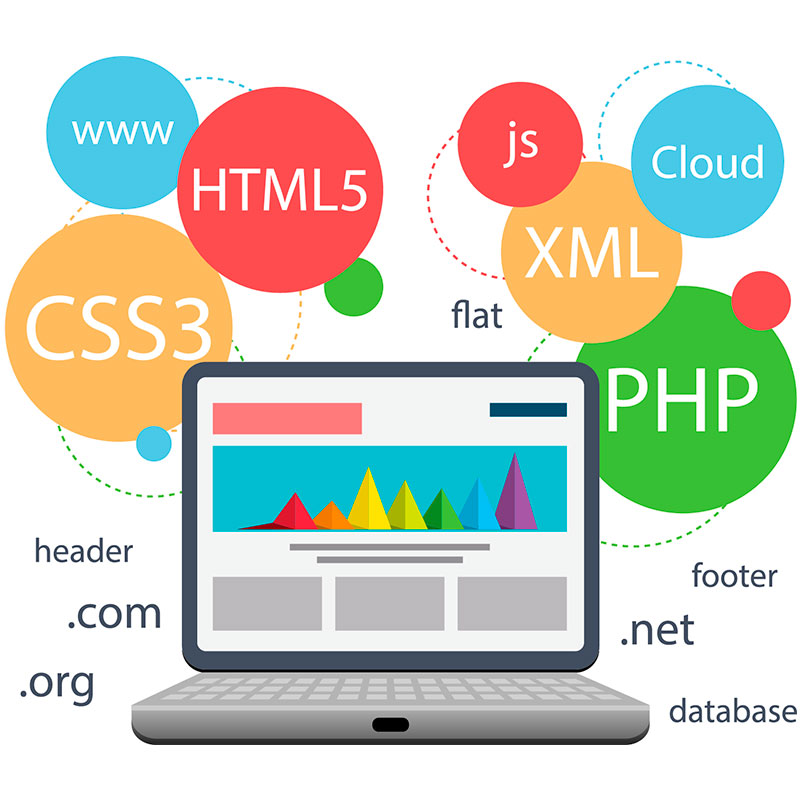 www
HTML5
js
Cloud
XML
CSS3
flat
PHP
header
footer
.com
.net
.org
database